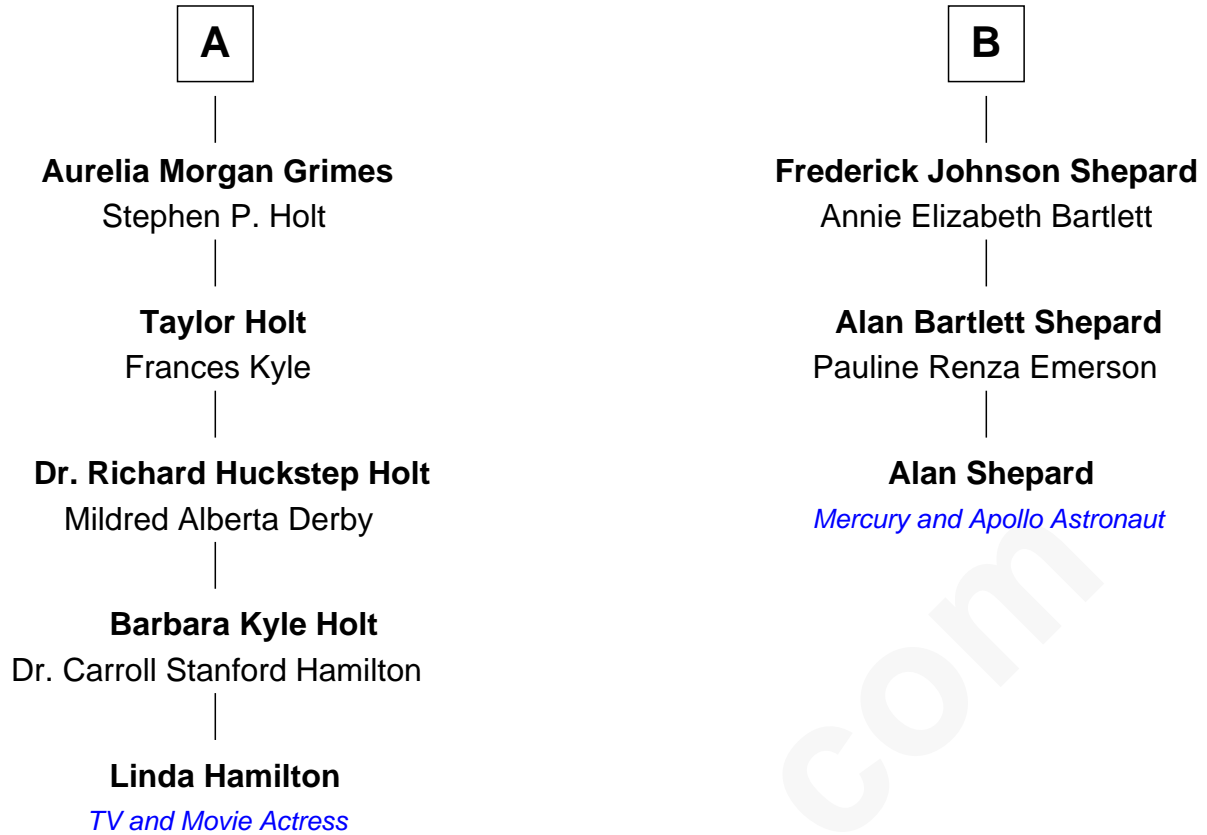 A
Aurelia Morgan Grimes
Stephen P. Holt
Taylor Holt
Frances Kyle
Dr. Richard Huckstep Holt
Mildred Alberta Derby
Barbara Kyle Holt
Dr. Carroll Stanford Hamilton
Linda Hamilton
TV and Movie Actress
B
Frederick Johnson Shepard
Annie Elizabeth Bartlett
Alan Bartlett Shepard
Pauline Renza Emerson
Alan Shepard
Mercury and Apollo Astronaut
com